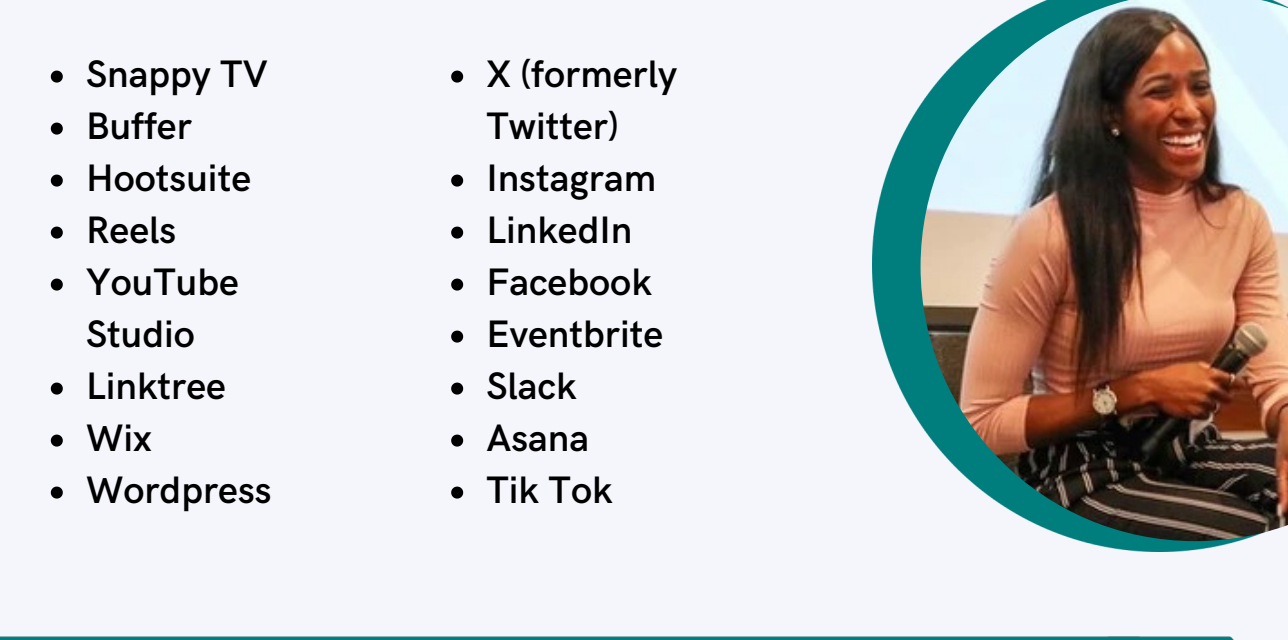 Snappy TV
Buffer
Hootsuite
Reels
YouTube
Studio
Linktree
Wix
Wordpress
X (formerly
Twitter)
Instagram
LinkedIn
Facebook
Eventbrite
Slack
Asana
Tik Tok